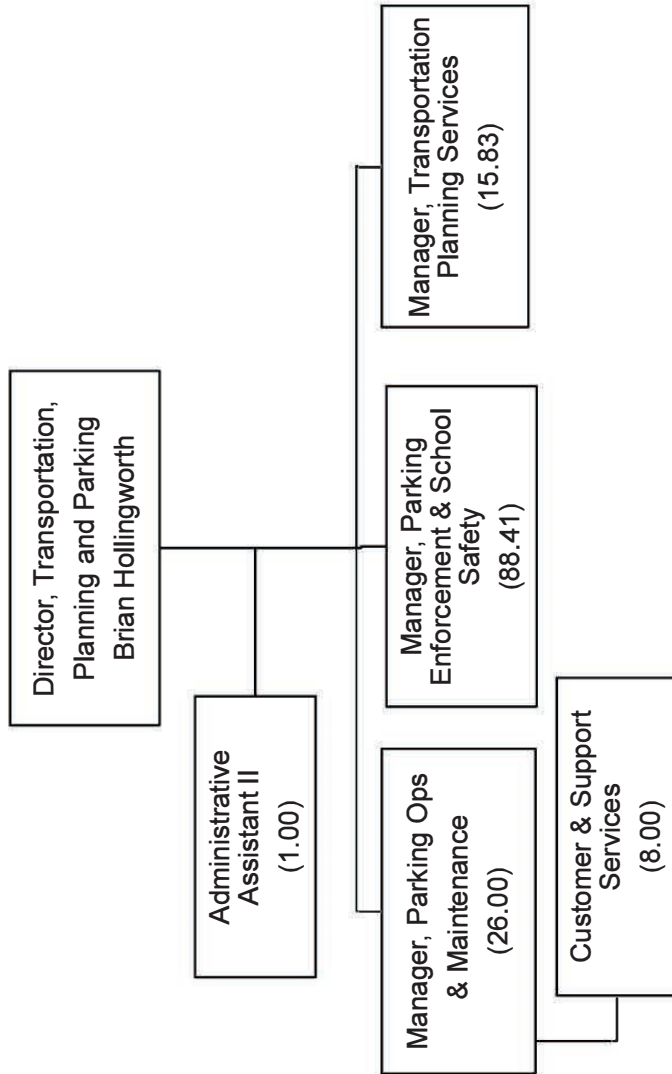 Director, Transportation,
Planning and Parking
Brian Hollingworth
Administrative
Assistant II
(1.00)
Manager, Parking Ops
& Maintenance
(26.00)
Manager, Parking
Enforcement & School
Safety
(88.41)
Manager, Transportation
Planning Services
(15.83)
Customer & Support
Services
(8.00)